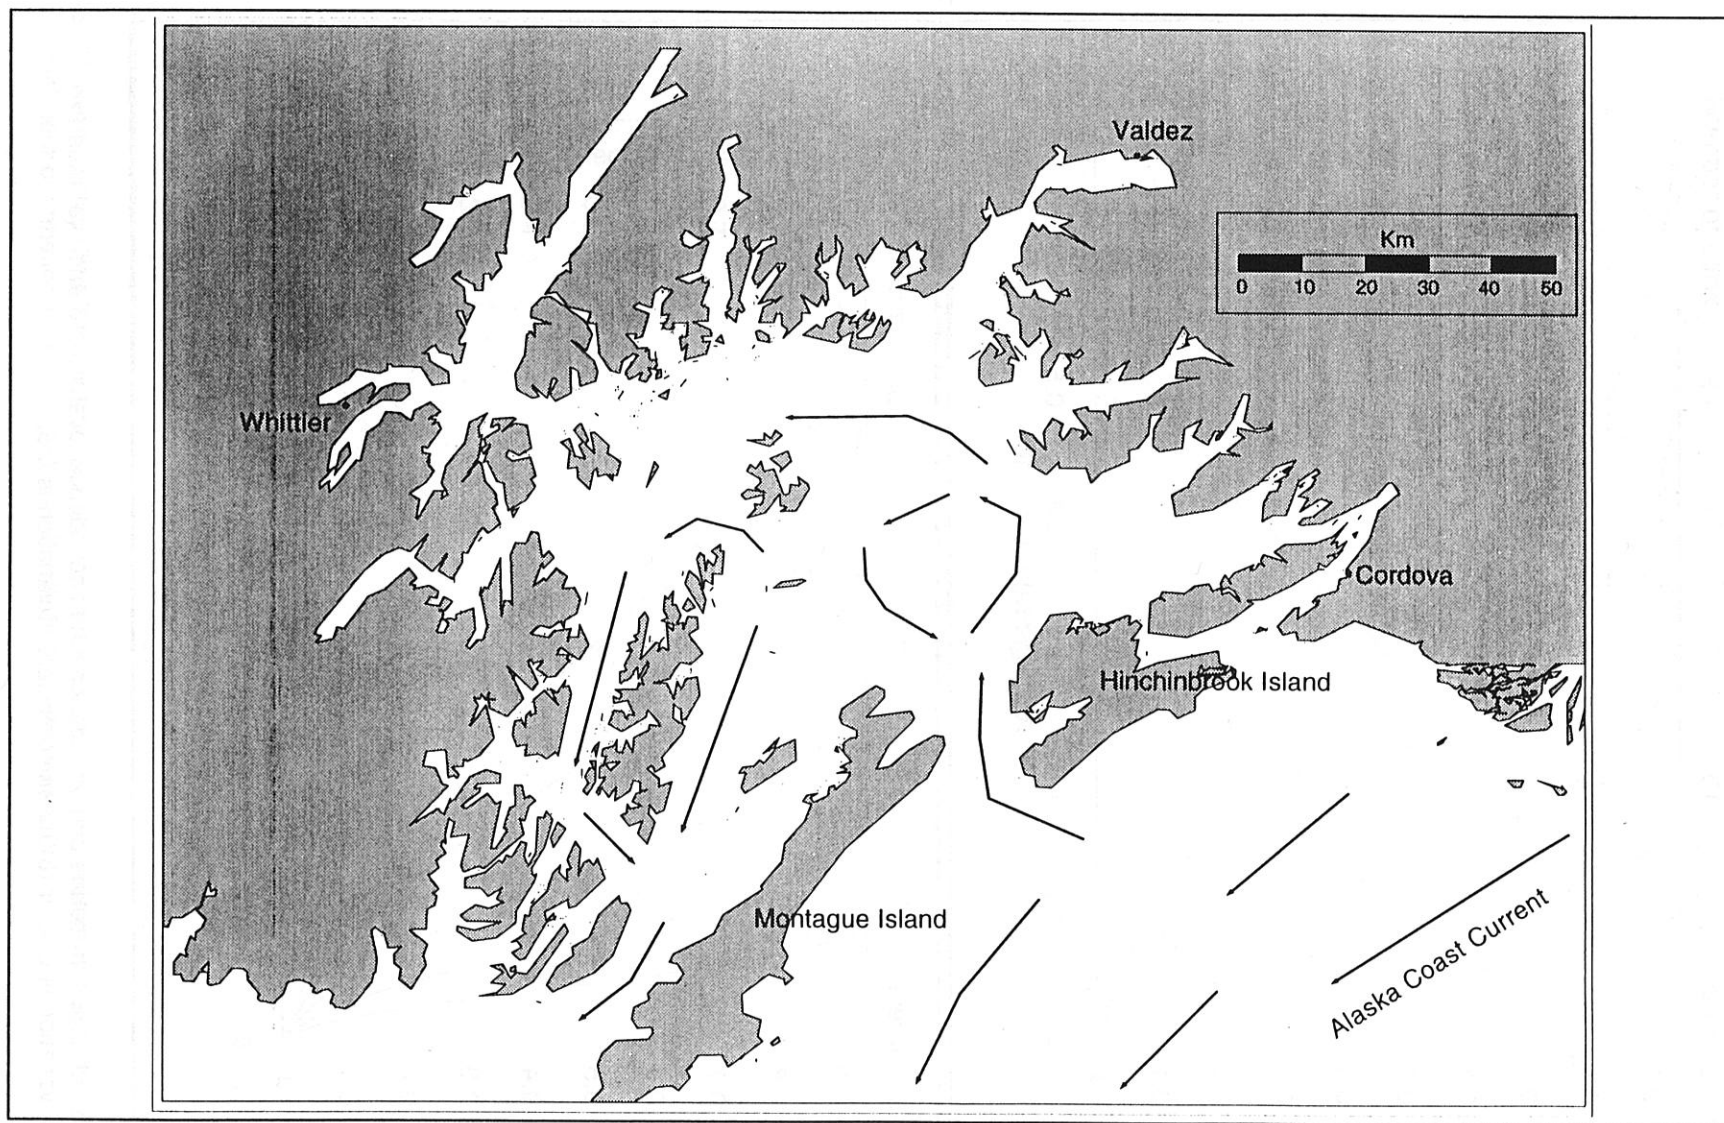 Valdez
Km
0 10 20 30 40 50
Whittier
Cordova
Hinchinbrook Island
Montague Island
Alaska Coast Current